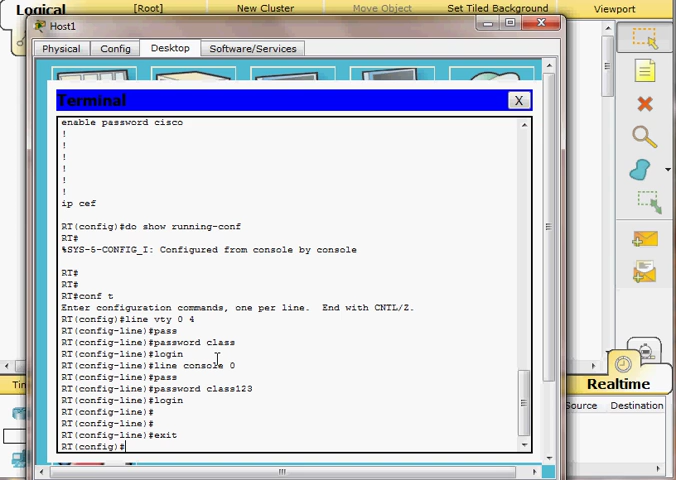 Logical
[Root]
New Cluster
Move Object
Set Tiled Background
Viewport
Host1
Physical
Config
Desktop
Software/Services
Terminal
X
enable password cisco
!
!
!
!
!
ip cef
RT(config)#do show running-conf
RT#
%SYS-5-CONFIG_I: Configured from console by console
RT#
RT#
RT#conf t
Enter configuration commands, one per line.  End with CNTL/Z.
RT(config)#line vty 0 4
RT(config-line)#pass
RT(config-line)#password class
RT(config-line)#login
RT(config-line)#line console 0
RT(config-line)#pass
RT(config-line)#password class123
RT(config-line)#login
RT(config-line)#
RT(config-line)#
RT(config-line)#exit
RT(config)#
Realtime
Source
Destination